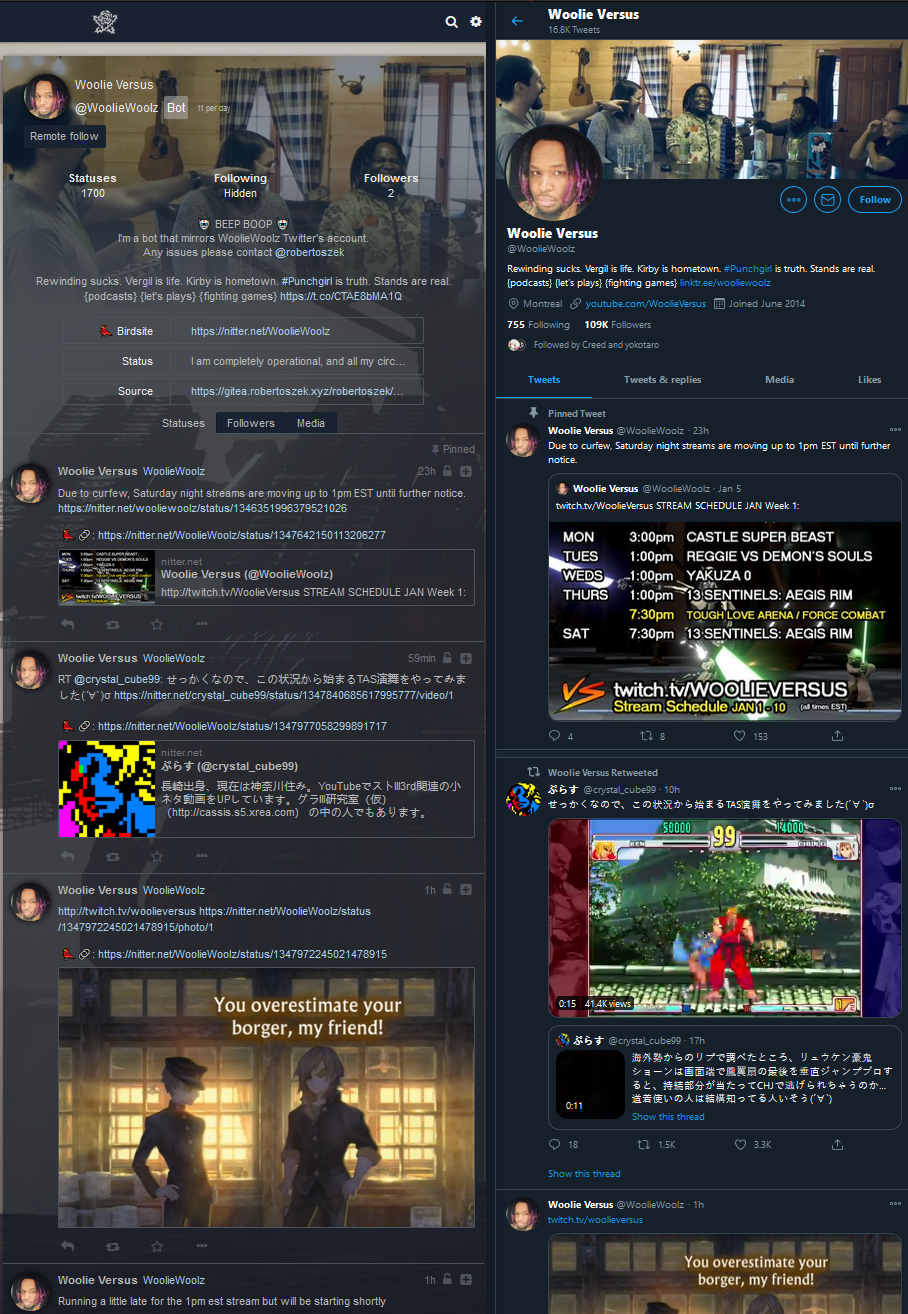 Woolie Versus
@WoolieWoolz Bot 11 per day
Remote follow
Statuses
1700
Following
Hidden
Followers
2
BEEP BOOP
I'm a bot that mirrors WoolieWoolz Twitter's account.
Any issues please contact @robertoszek
Rewinding sucks. Vergil is life. Kirby is hometown. #Punchgirl is truth. Stands are real.
{podcasts} {let's plays} {fighting games} https://t.co/CTAE8bMA1Q
Birdsite https://nitter.net/WoolieWoolz
Status I am completely operational, and all my circ...
Source https://gitea.robertoszek.xyz/robertoszek/...
Statuses Followers Media
Pinned
Woolie Versus WoolieWoolz 23h
Due to curfew, Saturday night streams are moving up to 1pm EST until further notice.
https://nitter.net/wooliewoolz/status/1346351996379521026
: https://nitter.net/WoolieWoolz/status/1347642150113206277
nitter.net
Woolie Versus (@WoolieWoolz)
http://twitch.tv/WoolieVersus STREAM SCHEDULE JAN Week 1:
Woolie Versus WoolieWoolz 59min
RT @crystal_cube99: せっかくなので、この状況から始まるTAS演舞をやってみま
した(´∀`)σ https://nitter.net/crystal_cube99/status/1347840685617995777/video/1
: https://nitter.net/WoolieWoolz/status/1347977058299891717
nitter.net
ぷらす (@crystal_cube99)
長崎出身、現在は神奈川住み。YouTubeでストIII3rd関連の小
ネタ動画をUPしています。グラIII研究室（仮）
（http://cassis.s5.xrea.com） の中の人でもあります。
Woolie Versus WoolieWoolz 1h
http://twitch.tv/woolieversus https://nitter.net/WoolieWoolz/status
/1347972245021478915/photo/1
: https://nitter.net/WoolieWoolz/status/1347972245021478915
You overestimate your
borger, my friend!
Woolie Versus WoolieWoolz 1h
Running a little late for the 1pm est stream but will be starting shortly
Woolie Versus
16.8K Tweets
Follow
Woolie Versus
@WoolieWoolz
Rewinding sucks. Vergil is life. Kirby is hometown. #Punchgirl is truth. Stands are real.
{podcasts} {let's plays} {fighting games} linktr.ee/wooliewoolz
Montreal youtube.com/WoolieVersus Joined June 2014
755 Following 109K Followers
Followed by Creed and yokotaro
Tweets Tweets & replies Media Likes
Pinned Tweet
Woolie Versus @WoolieWoolz · 23h
Due to curfew, Saturday night streams are moving up to 1pm EST until further
notice.
Woolie Versus @WoolieWoolz · Jan 5
twitch.tv/WoolieVersus STREAM SCHEDULE JAN Week 1:
MON 3:00pm CASTLE SUPER BEAST
TUES 1:00pm REGGIE VS DEMON'S SOULS
WEDS 1:00pm YAKUZA 0
THURS 1:00pm 13 SENTINELS: AEGIS RIM
7:30pm TOUGH LOVE ARENA / FORCE COMBAT
SAT 7:30pm 13 SENTINELS: AEGIS RIM
VS twitch.tv/WOOLIEVERSUS
Stream Schedule JAN 1 - 10 (all times EST)
4 8 153
Woolie Versus Retweeted
ぷらす @crystal_cube99 · 10h
せっかくなので、この状況から始まるTAS演舞をやってみました(´∀`)σ
50000 99 14000
KEN
0:15 41.4K views
ぷらす @crystal_cube99 · 17h
海外勢からのリプで調べたところ、リュウケン豪鬼
ショーンは画面端で鳳翼扇の最後を垂直ジャンププロする
と、持続部分が当たってCHJで逃げられちゃうのか...
道着使いの人は結構知ってる人いそう(´∀`)
0:11
Show this thread
18 1.5K 3.3K
Show this thread
Woolie Versus @WoolieWoolz · 1h
twitch.tv/woolieversus
You overestimate your
borger, my friend!